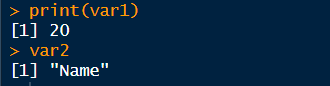 > print(var1)
[1] 20
> var2
[1] "Name"